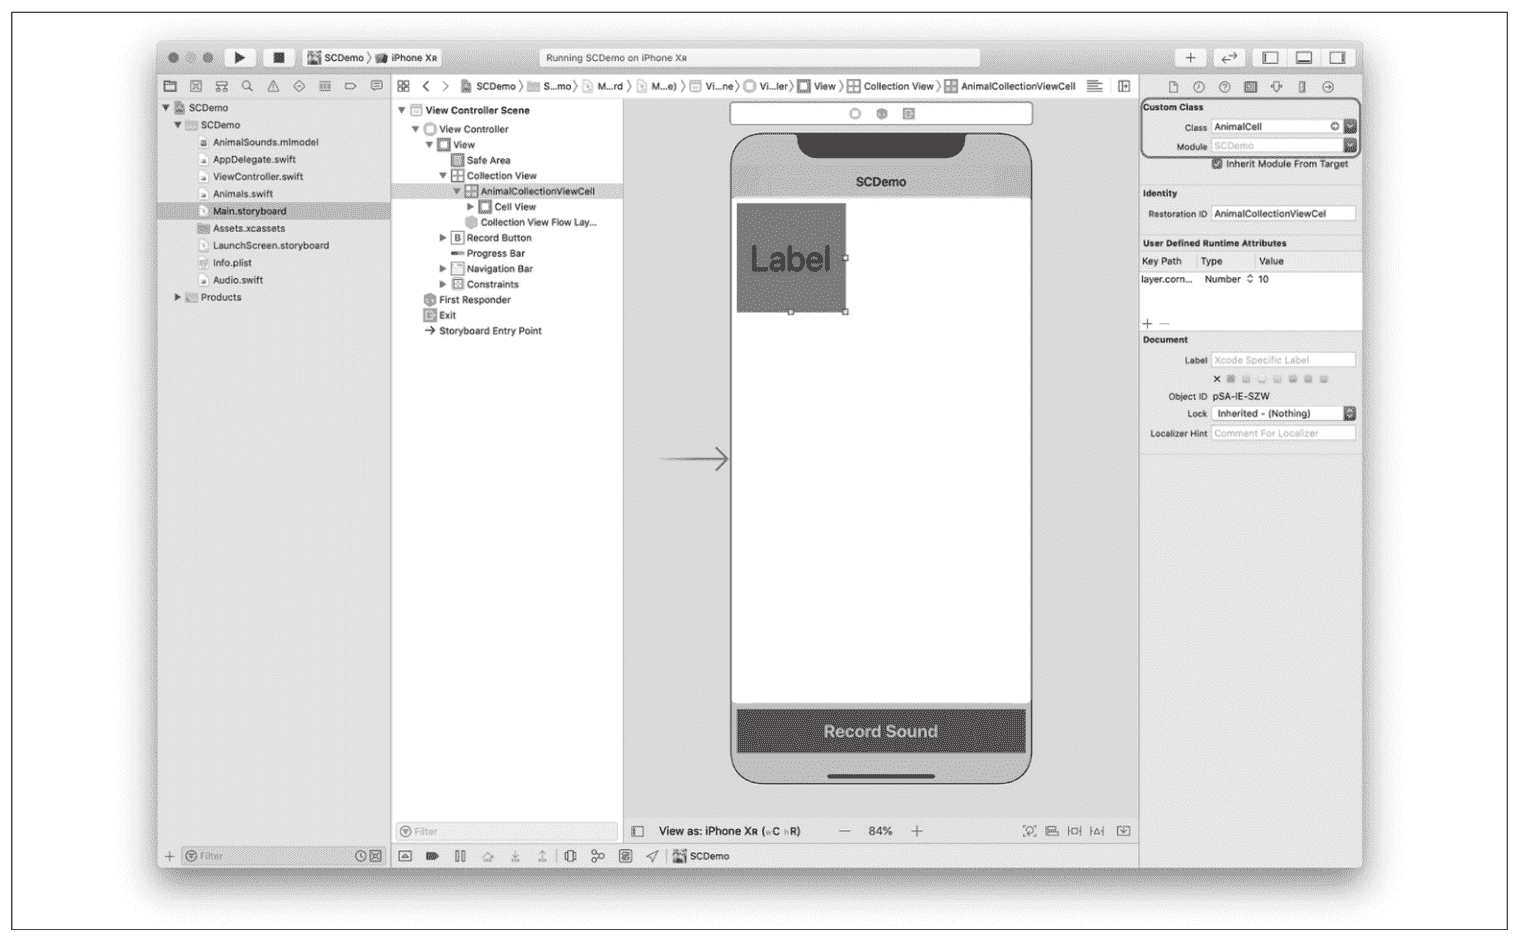 SCDemo 〉 iPhone XR
Running SCDemo on iPhone XR
SCDemo
SCDemo
AnimalSounds.mlmodel
AppDelegate.swift
ViewController.swift
Animals.swift
Main.storyboard
Assets.xcassets
LaunchScreen.storyboard
Info.plist
Audio.swift
Products
Filter
SCDemo 〉 S...mo 〉 M...rd 〉 M...e) 〉 Vi...ne 〉 Vi...ler 〉 View 〉 Collection View 〉 AnimalCollectionViewCell
View Controller Scene
View Controller
View
Safe Area
Collection View
AnimalCollectionViewCell
Cell View
Collection View Flow Lay...
B Record Button
Progress Bar
Navigation Bar
Constraints
First Responder
Exit
Storyboard Entry Point
Filter
SCDemo
Label
Record Sound
View as: iPhone XR (wC hR)
84%
SCDemo
Custom Class
Class AnimalCell
Module SCDemo
Inherit Module From Target
Identity
Restoration ID AnimalCollectionViewCel
User Defined Runtime Attributes
Key Path Type Value
layer.corn... Number 10
Document
Label Xcode Specific Label
Object ID pSA-IE-SZW
Lock Inherited - (Nothing)
Localizer Hint Comment For Localizer